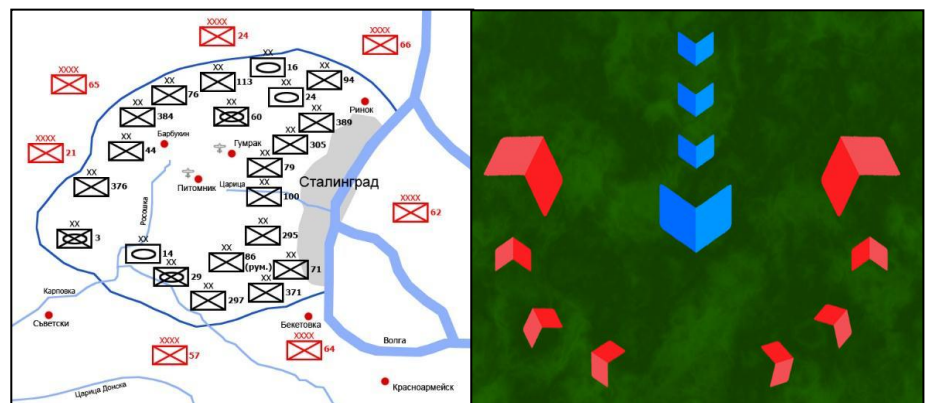 XXXX
24
XXXX
66
XX
16
XXXX
65
XX
113
XX
94
XX
76
XX
24
Ринок
XX
384
XX
60
XX
389
Барбукин
Гумрак
XX
305
XXXX
21
XX
44
XX
79
Питомник
Царица
Сталинград
XX
376
XX
100
Росошка
XXXX
62
XX
3
XX
295
XX
14
XX
86
(рум.)
XX
71
XX
29
Карповка
XX
297
XX
371
Съветски
Бекетовка
XXXX
57
XXXX
64
Волга
Царица Донска
Красноармейск